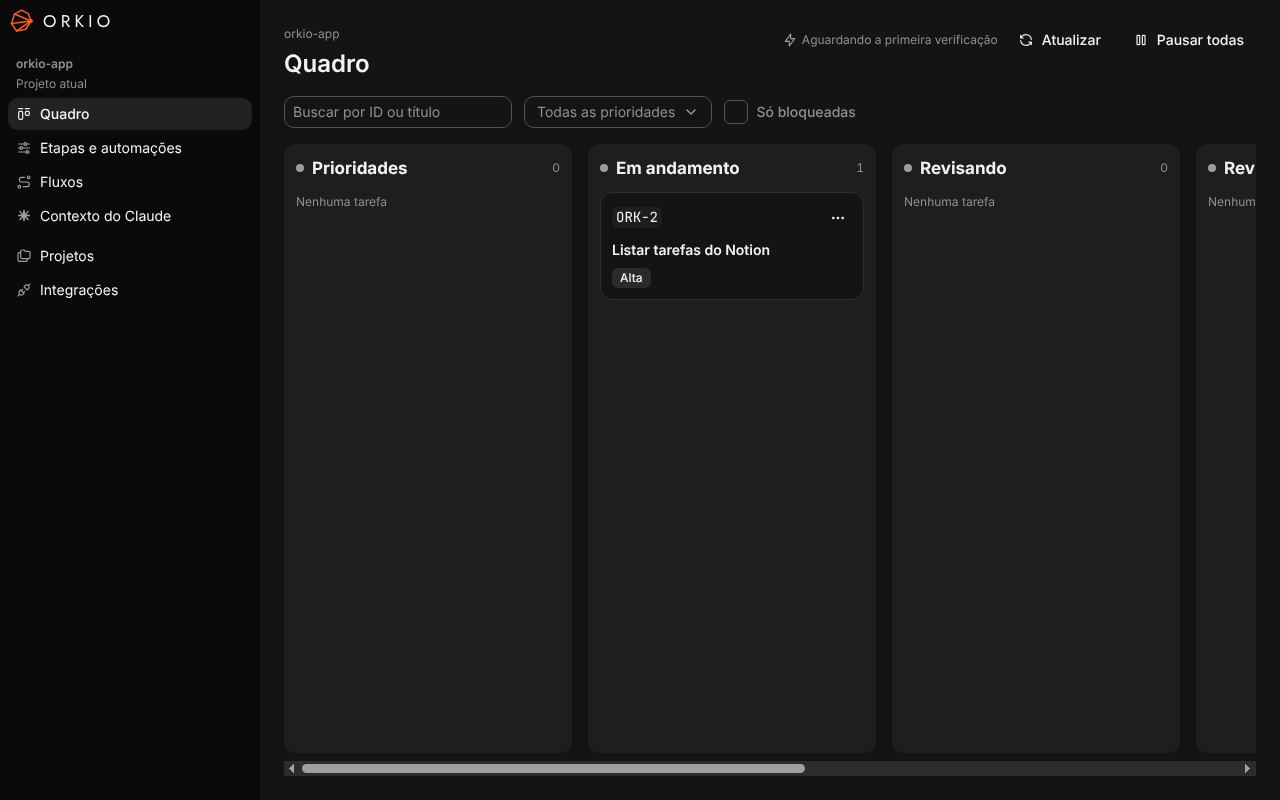 ORKIO
orkio-app
Projeto atual
Quadro
Etapas e automações
Fluxos
Contexto do Claude
Projetos
Integrações
orkio-app
Quadro
Aguardando a primeira verificação
Atualizar
Pausar todas
Buscar por ID ou título
Todas as prioridades
Só bloqueadas
Prioridades 0
Nenhuma tarefa
Em andamento 1
ORK-2
Listar tarefas do Notion
Alta
Revisando 0
Nenhuma tarefa
Rev
Nenhum